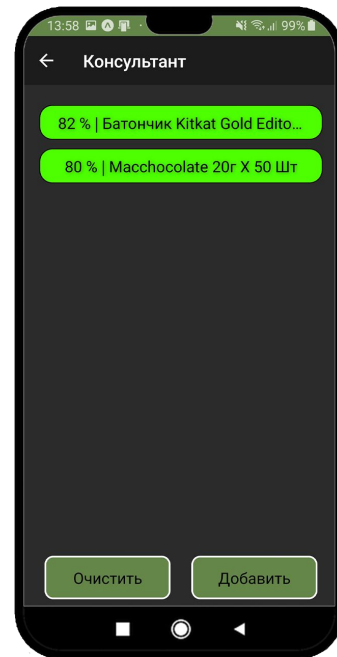 13:58 99%
Консультант
82 % | Батончик Kitkat Gold Edito...
80 % | Macchocolate 20г X 50 Шт
Очистить Добавить